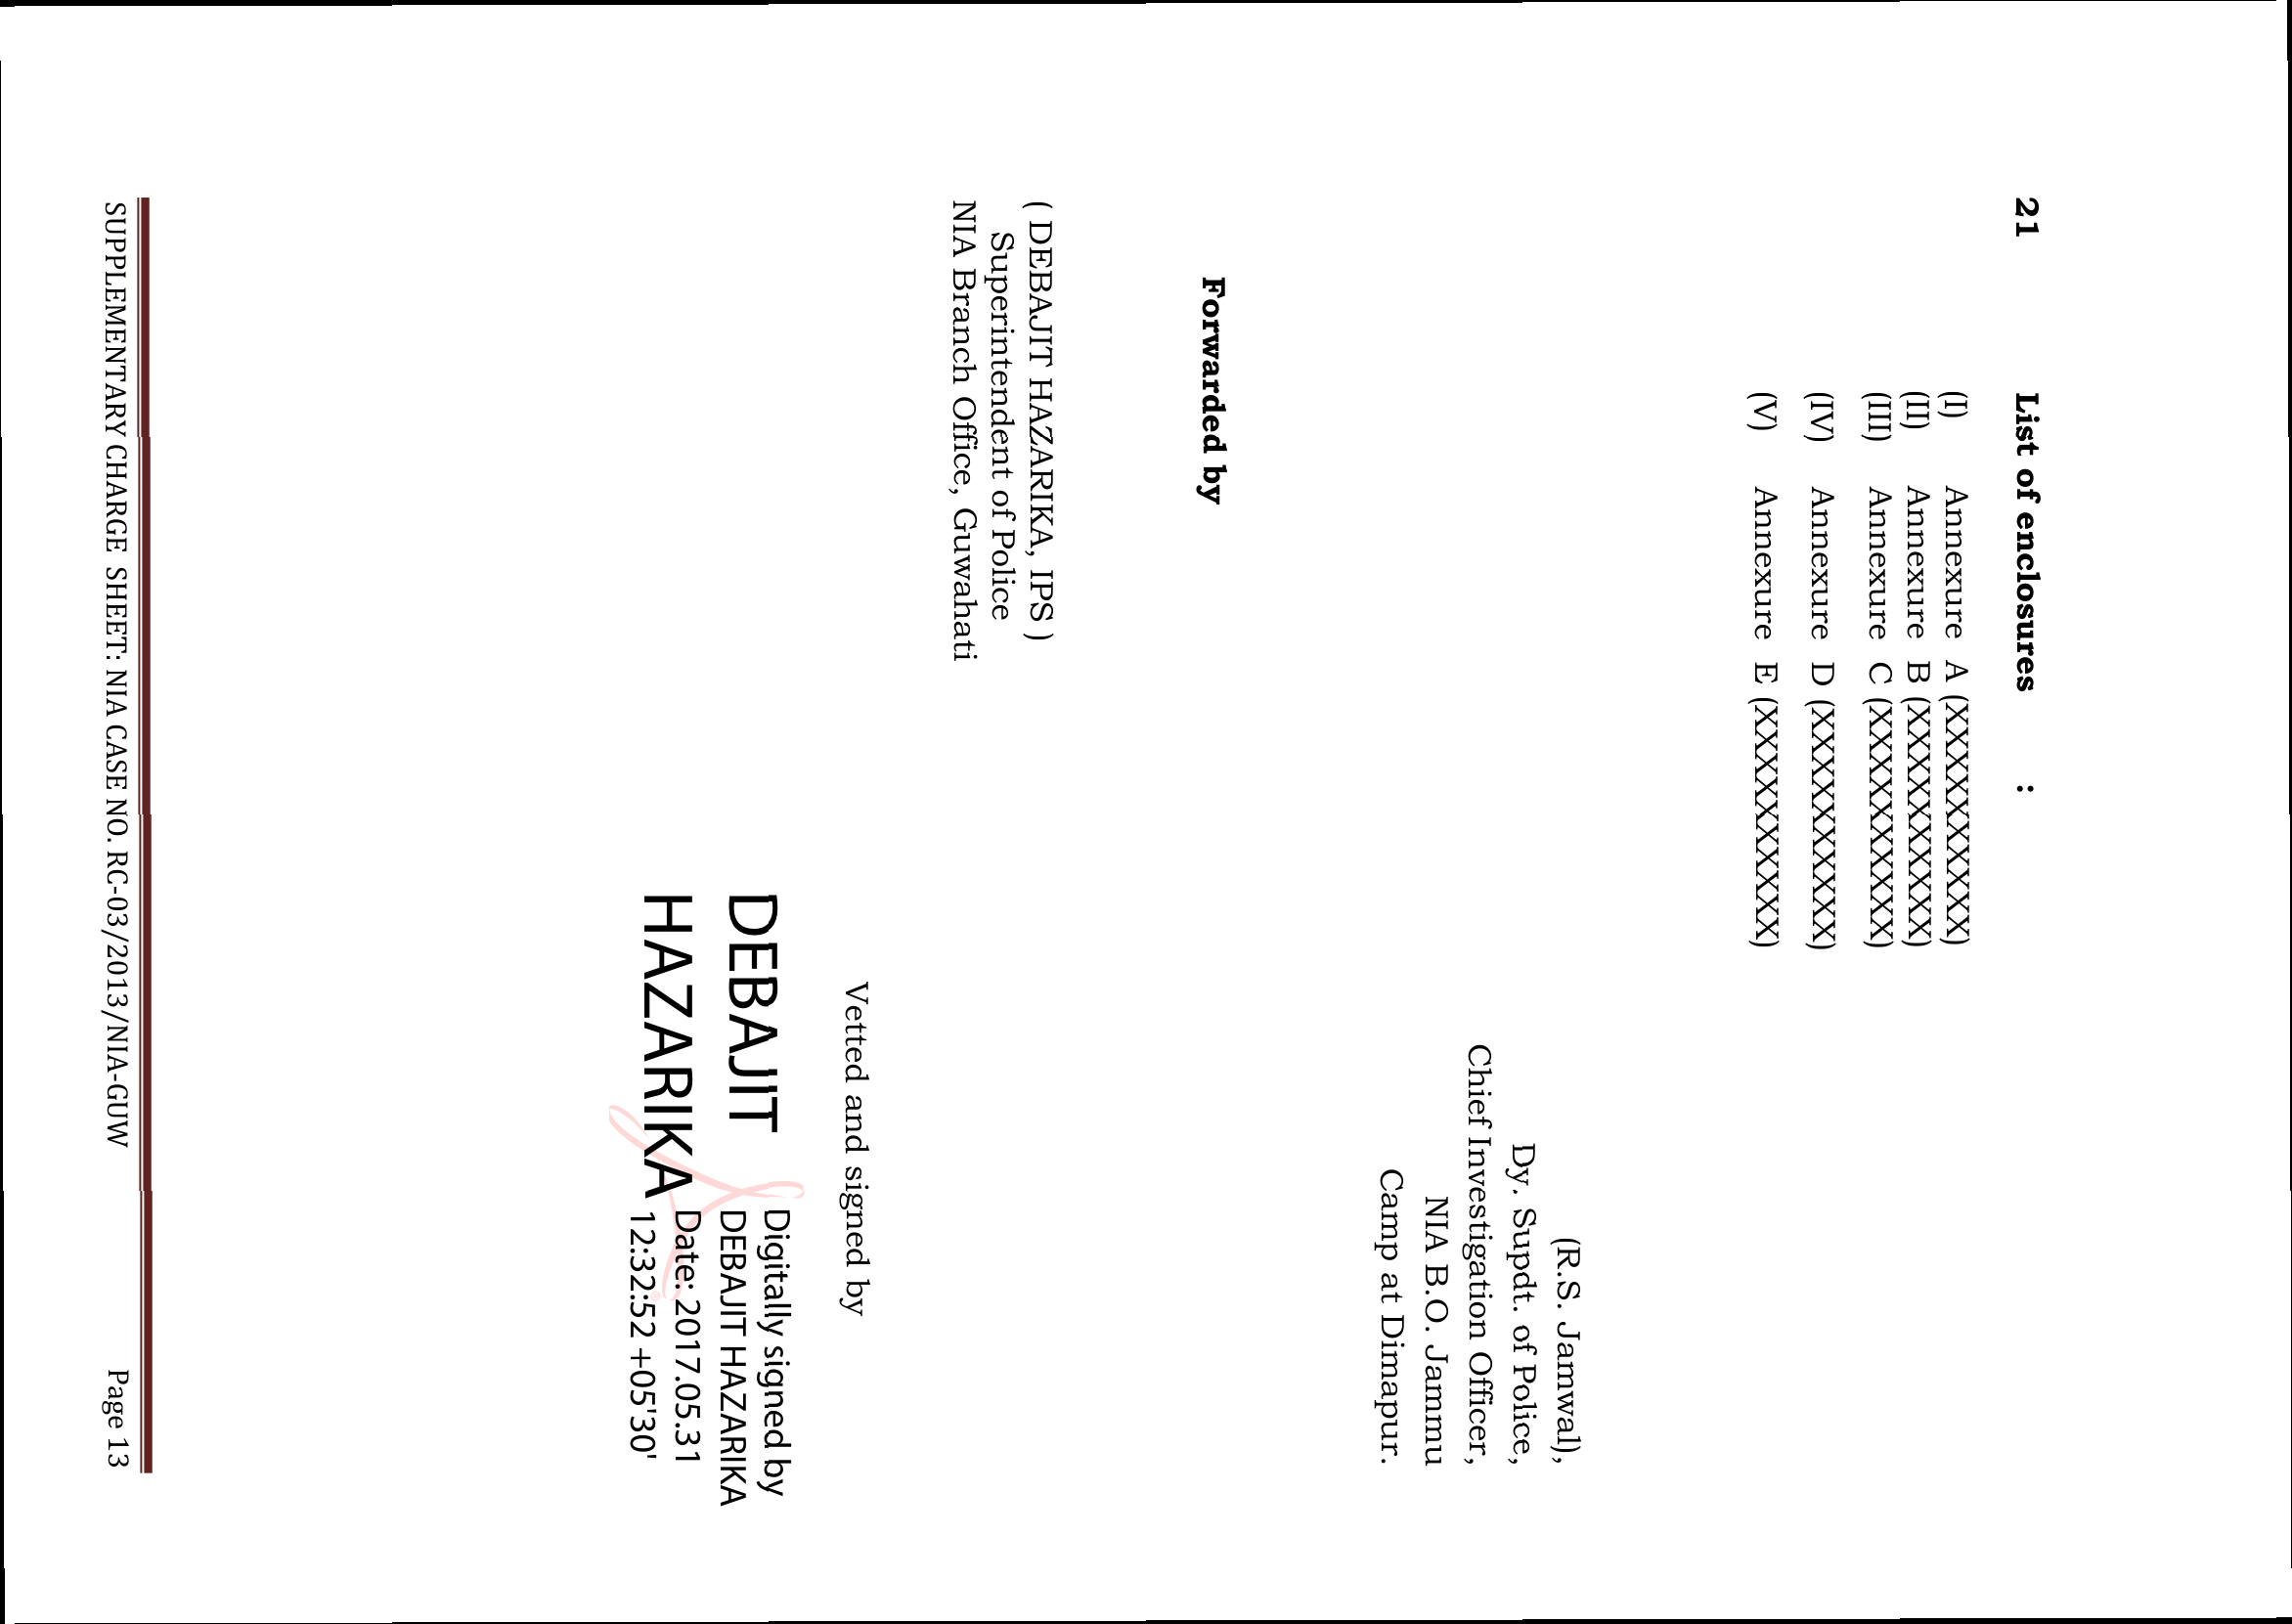 21 List of enclosures :
(I) Annexure A (XXXXXXXXXX)
(II) Annexure B (XXXXXXXXXX)
(III) Annexure C (XXXXXXXXXX)
(IV) Annexure D (XXXXXXXXXX)
(V) Annexure E (XXXXXXXXXX)
(R.S. Jamwal),
Dy. Supdt. of Police,
Chief Investigation Officer,
NIA B.O. Jammu
Camp at Dimapur.
Forwarded by
( DEBAJIT HAZARIKA, IPS )
Superintendent of Police
NIA Branch Office, Guwahati
Vetted and signed by
DEBAJIT
HAZARIKA
Digitally signed by
DEBAJIT HAZARIKA
Date: 2017.05.31
12:32:52 +05'30'
SUPPLEMENTARY CHARGE SHEET: NIA CASE NO. RC-03/2013/NIA-GUW Page 13